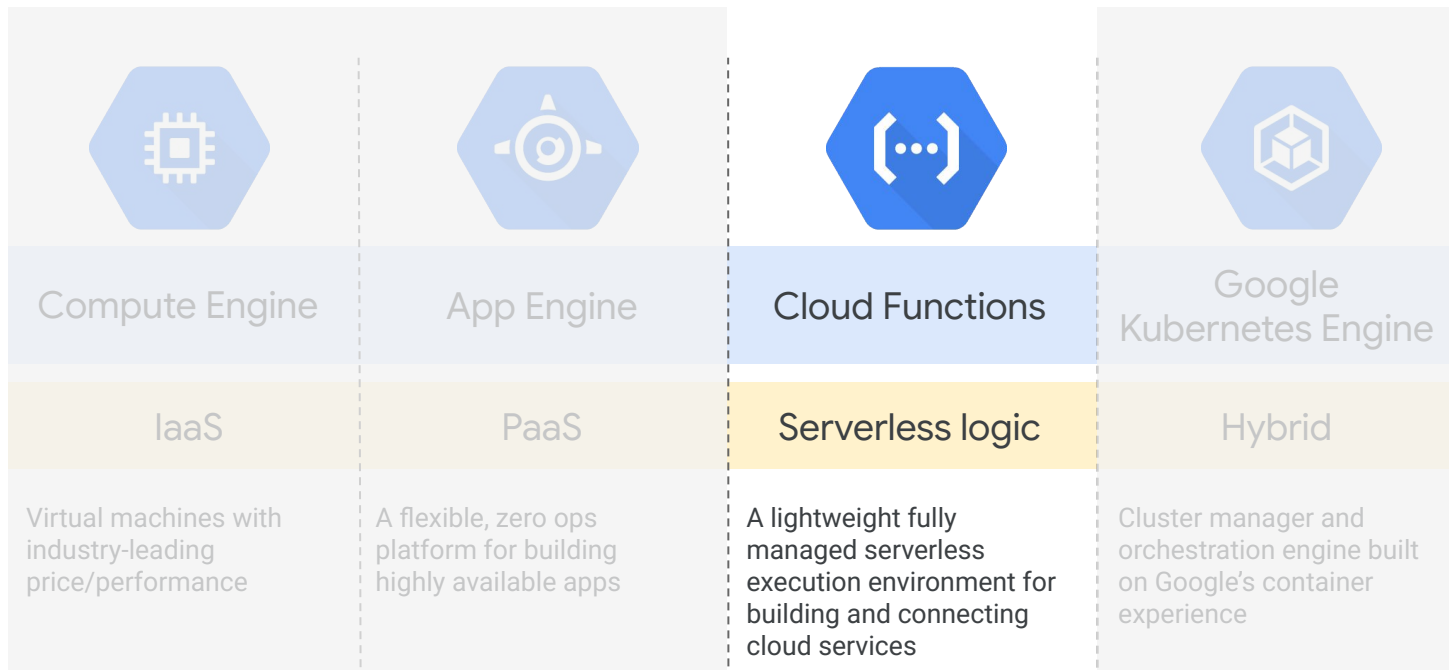 Compute Engine
App Engine
Cloud Functions
Google
Kubernetes Engine
IaaS
PaaS
Serverless logic
Hybrid
Virtual machines with
industry-leading
price/performance
A flexible, zero ops
platform for building
highly available apps
A lightweight fully
managed serverless
execution environment for
building and connecting
cloud services
Cluster manager and
orchestration engine built
on Google’s container
experience